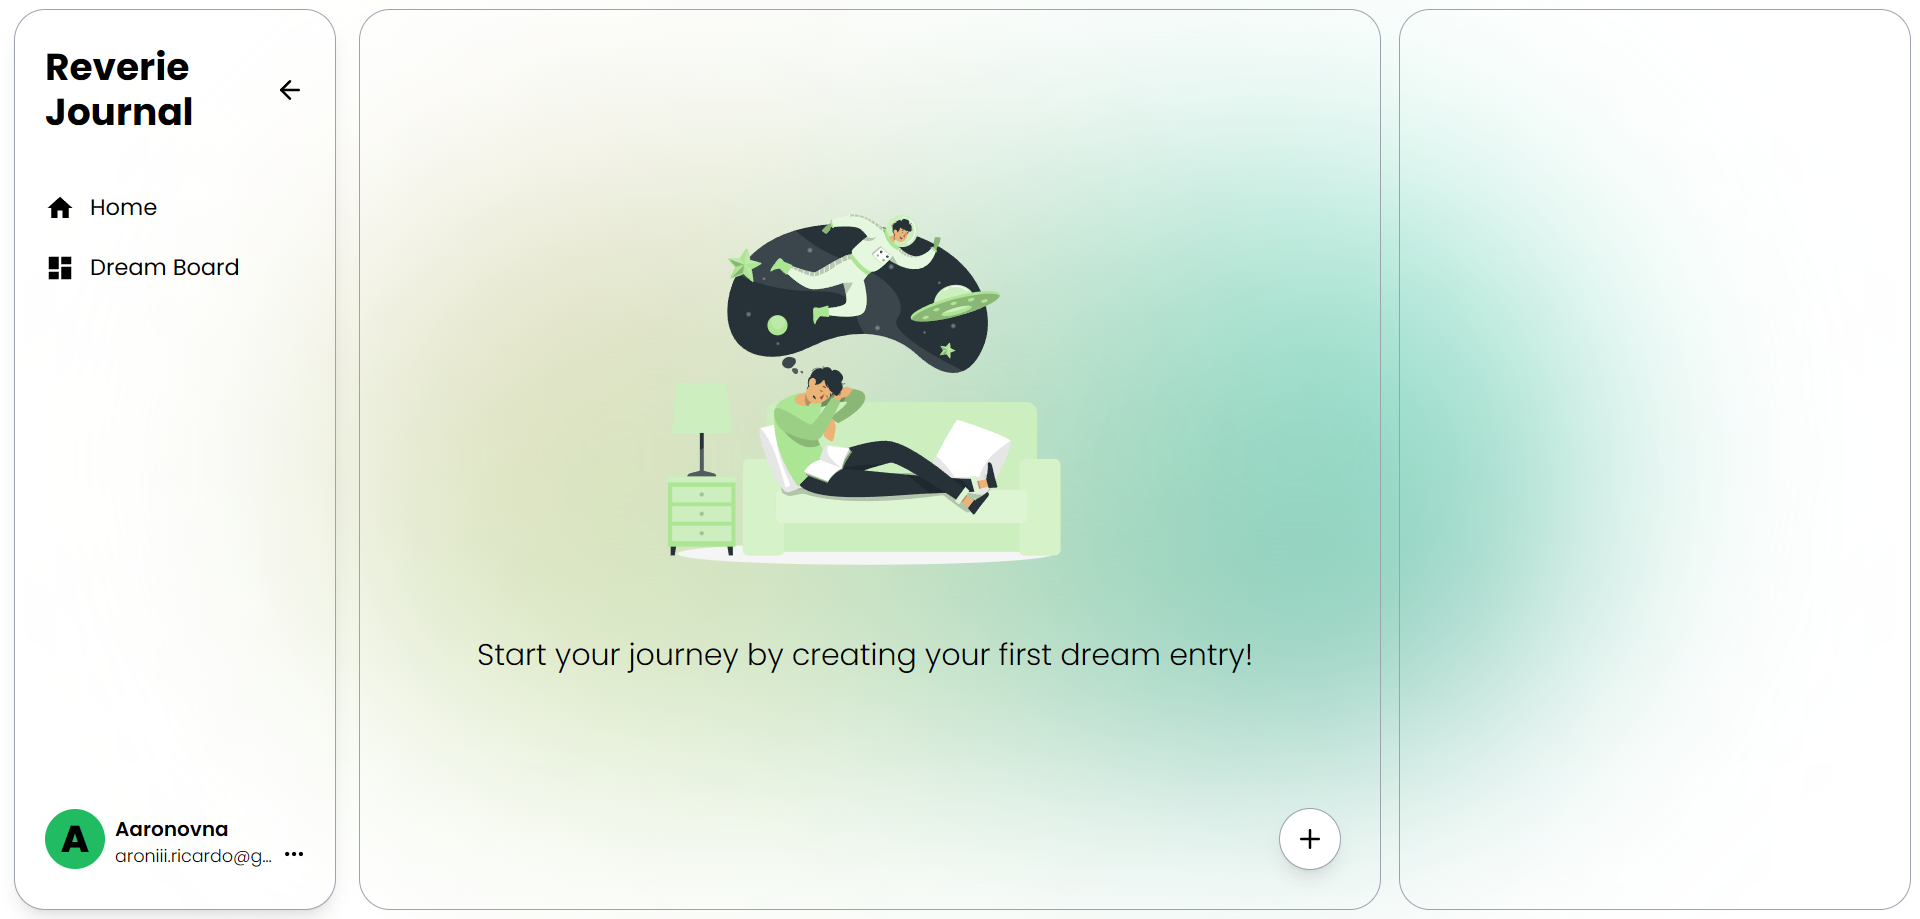 Reverie
Journal
Home
Dream Board
Start your journey by creating your first dream entry!
A
Aaronovna
aroniii.ricardo@g...